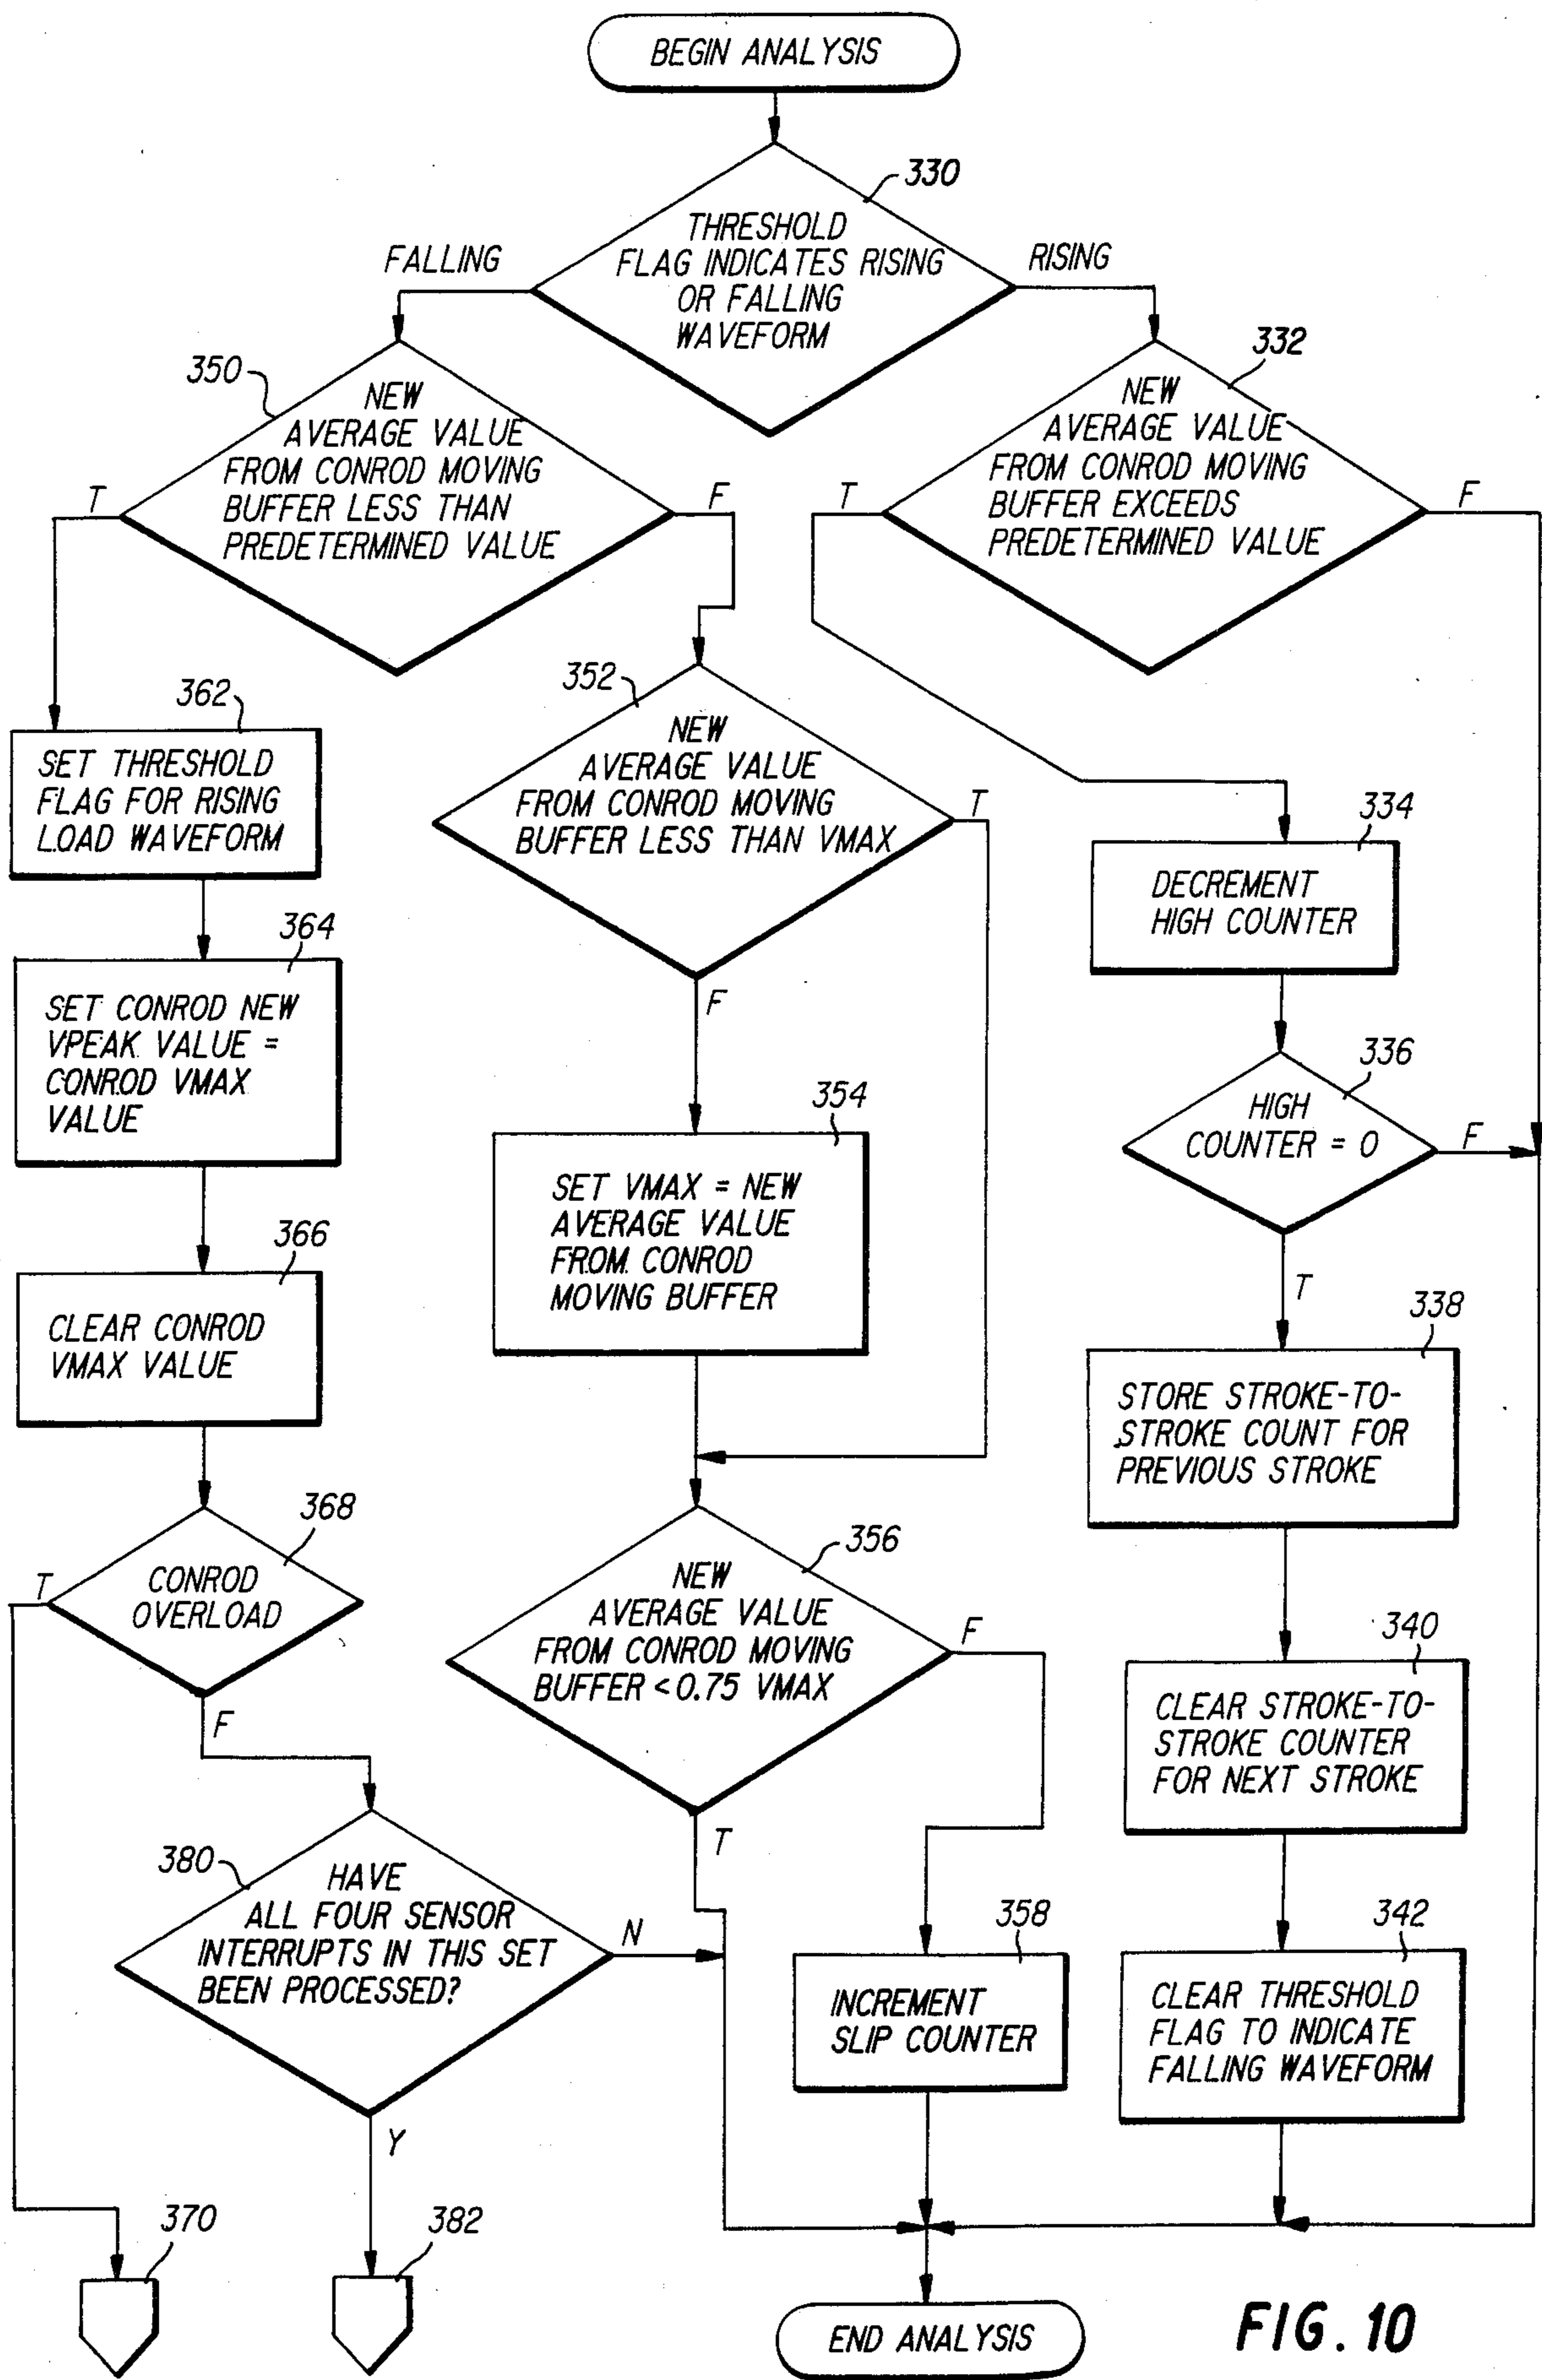 BEGIN ANALYSIS
330
THRESHOLD
FLAG INDICATES RISING
OR FALLING
WAVEFORM
FALLING
RISING
350
NEW
AVERAGE VALUE
FROM CONROD MOVING
BUFFER LESS THAN
PREDETERMINED VALUE
T
F
332
NEW
AVERAGE VALUE
FROM CONROD MOVING
BUFFER EXCEEDS
PREDETERMINED VALUE
T
F
362
SET THRESHOLD
FLAG FOR RISING
LOAD WAVEFORM
352
NEW
AVERAGE VALUE
FROM CONROD MOVING
BUFFER LESS THAN VMAX
T
F
334
DECREMENT
HIGH COUNTER
364
SET CONROD NEW
VPEAK VALUE =
CONROD VMAX
VALUE
336
HIGH
COUNTER = 0
F
T
354
SET VMAX = NEW
AVERAGE VALUE
FROM CONROD
MOVING BUFFER
366
CLEAR CONROD
VMAX VALUE
338
STORE STROKE-TO-
STROKE COUNT FOR
PREVIOUS STROKE
368
CONROD
OVERLOAD
T
F
356
NEW
AVERAGE VALUE
FROM CONROD MOVING
BUFFER < 0.75 VMAX
F
T
340
CLEAR STROKE-TO-
STROKE COUNTER
FOR NEXT STROKE
380
HAVE
ALL FOUR SENSOR
INTERRUPTS IN THIS SET
BEEN PROCESSED?
N
Y
358
INCREMENT
SLIP COUNTER
342
CLEAR THRESHOLD
FLAG TO INDICATE
FALLING WAVEFORM
370
382
END ANALYSIS
FIG. 10